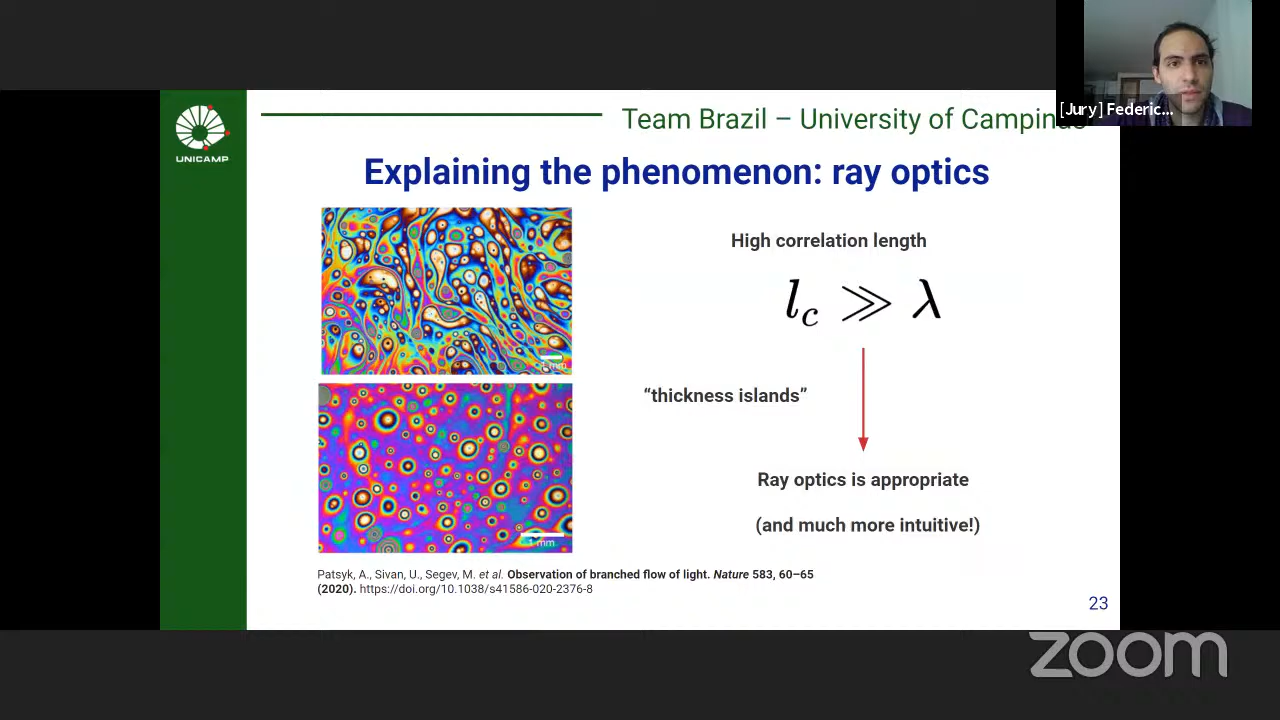 [Jury] Federic...
UNICAMP
Team Brazil – University of Campinas
Explaining the phenomenon: ray optics
High correlation length
l_c ≫ λ
“thickness islands”
Ray optics is appropriate
(and much more intuitive!)
1 mm
Patsyk, A., Sivan, U., Segev, M. et al. Observation of branched flow of light. Nature 583, 60–65
(2020). https://doi.org/10.1038/s41586-020-2376-8
23
zoom